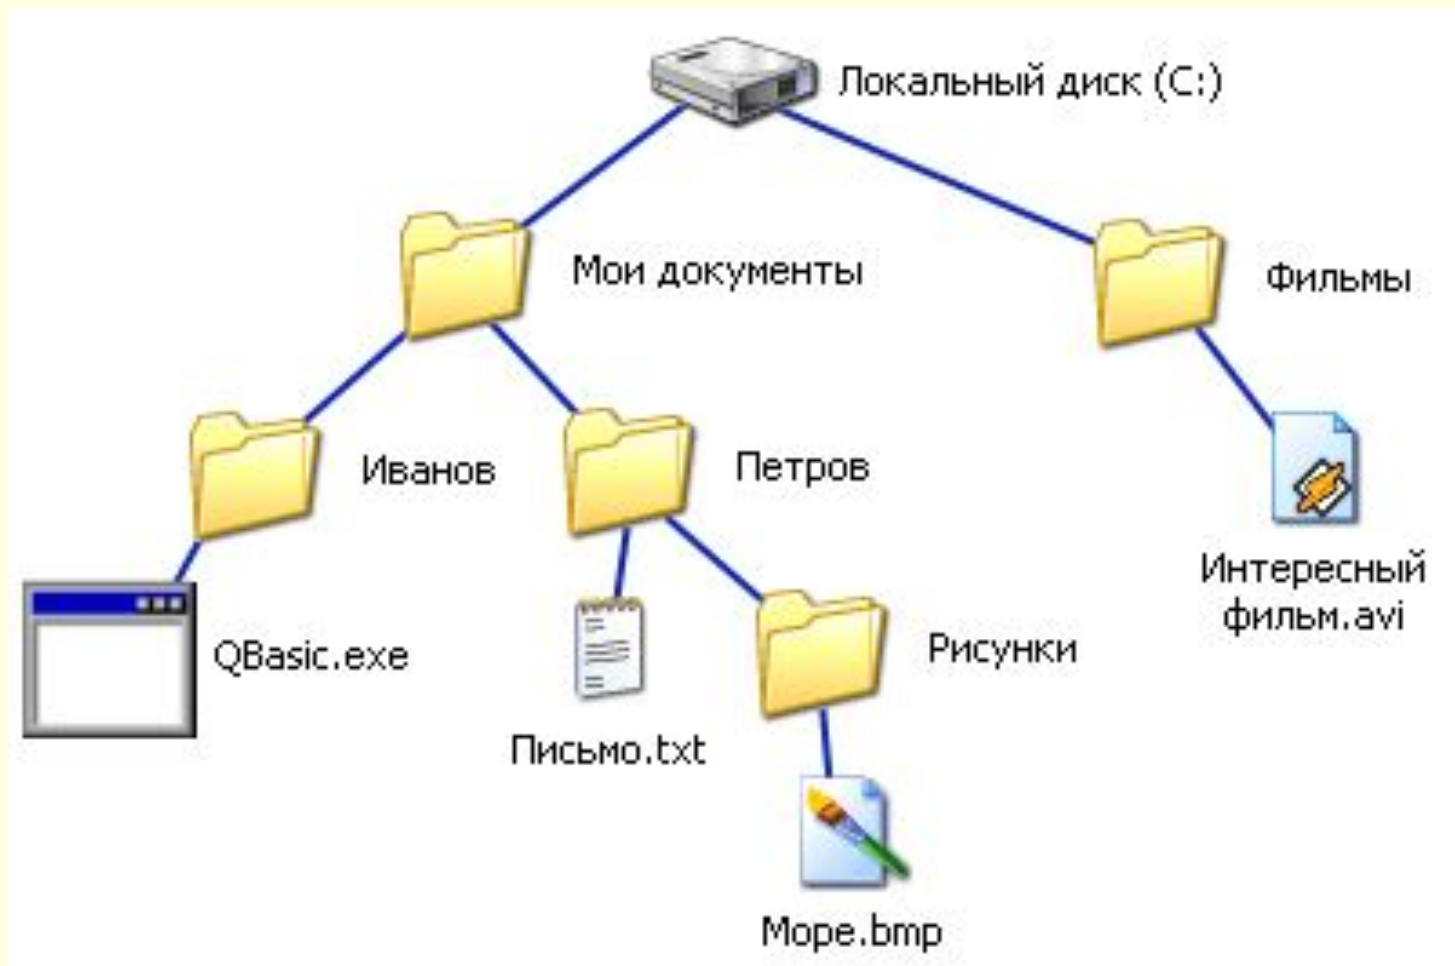 Локальный диск (C:)
Мои документы
Фильмы
Иванов
Петров
Интересный
фильм.avi
QBasic.exe
Рисунки
Письмо.txt
Море.bmp